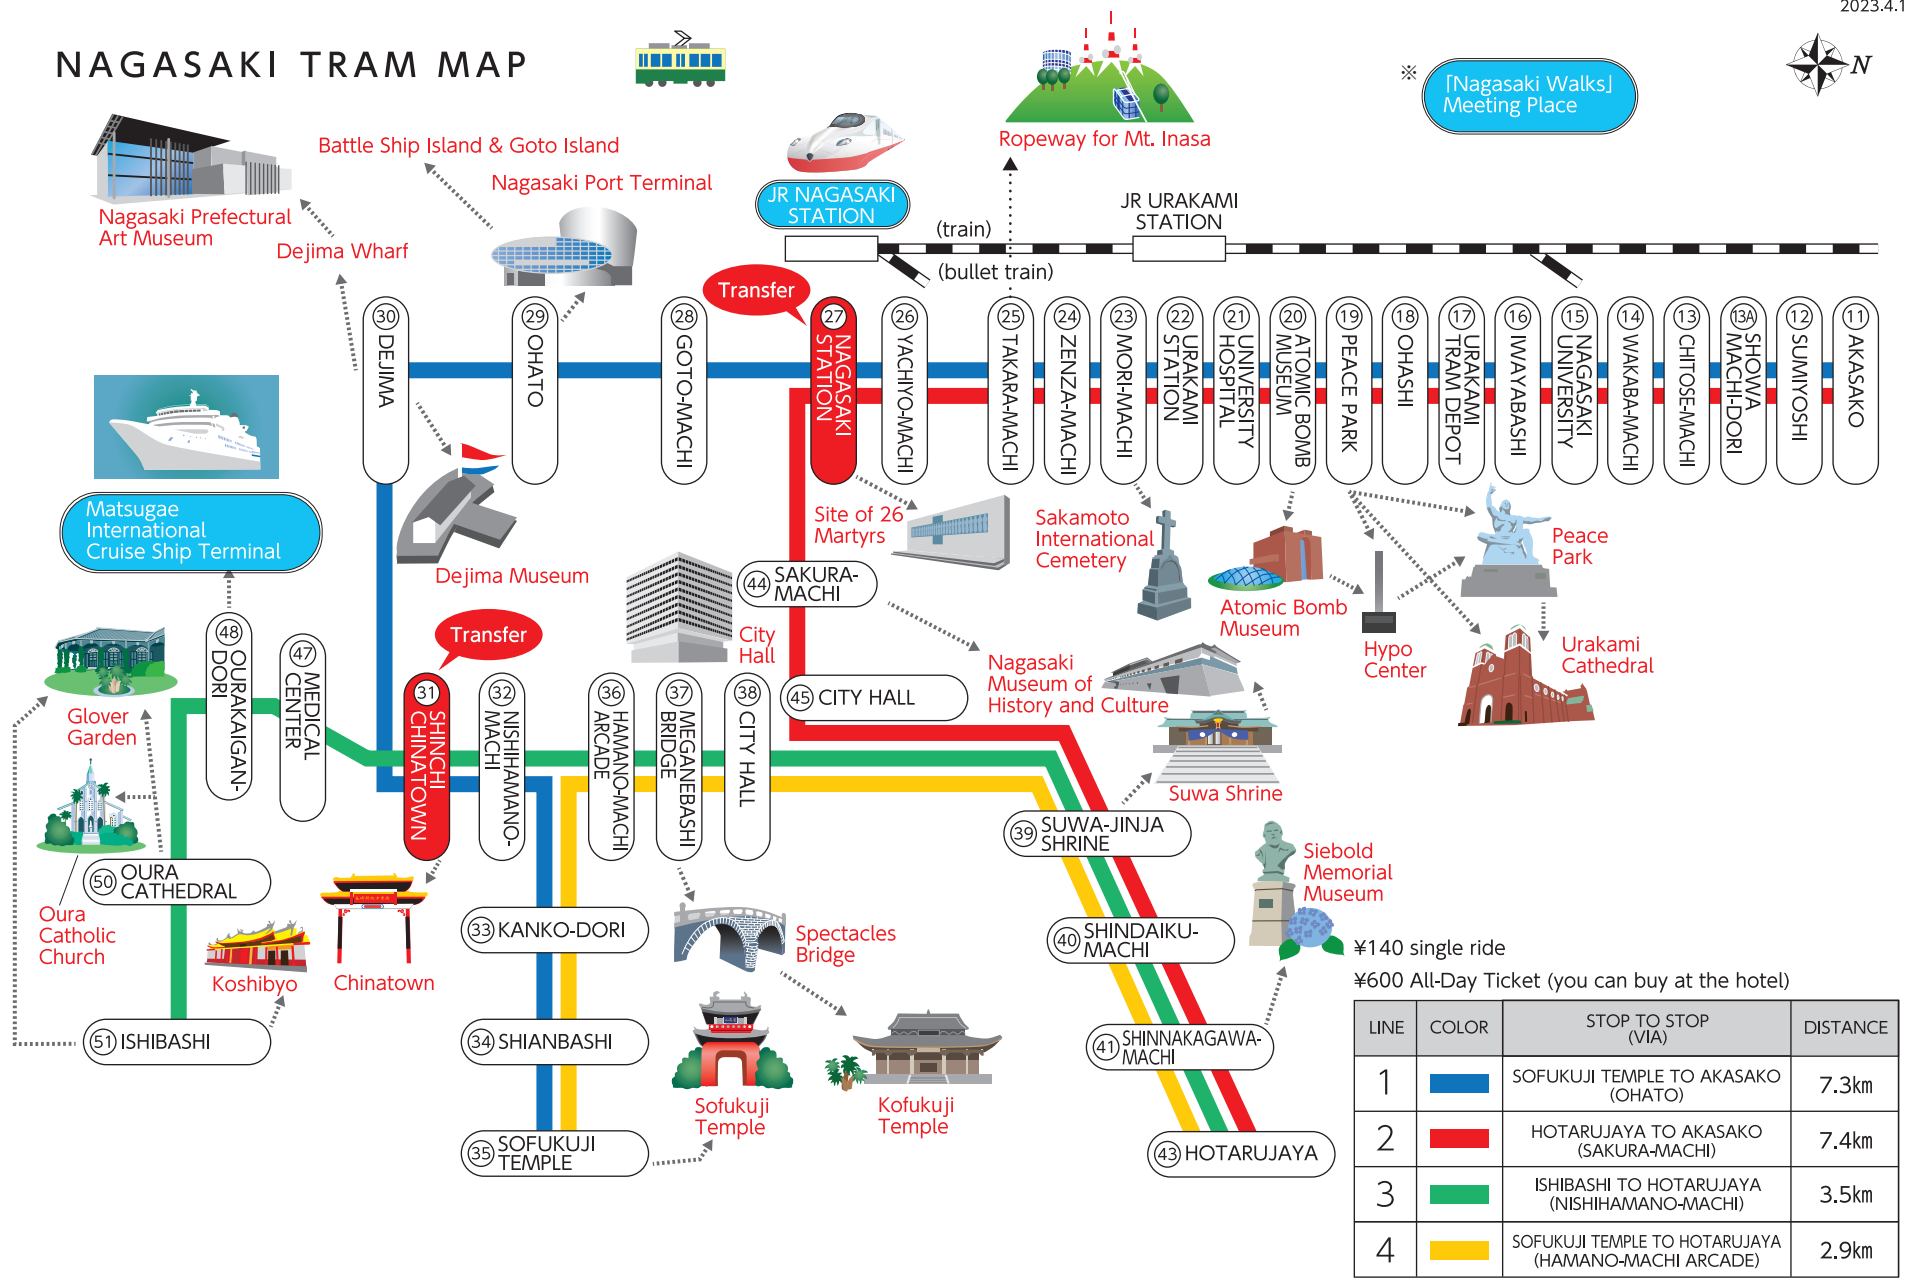 2023.4.1
NAGASAKI TRAM MAP
N
※
「Nagasaki Walks」
Meeting Place
Ropeway for Mt. Inasa
Battle Ship Island & Goto Island
Nagasaki Port Terminal
Nagasaki Prefectural
Art Museum
Dejima Wharf
JR NAGASAKI
STATION
(train)
(bullet train)
JR URAKAMI
STATION
Transfer
30 DEJIMA
29 OHATO
28 GOTO-MACHI
27 NAGASAKI
STATION
26 YACHIYO-MACHI
25 TAKARA-MACHI
24 ZENZA-MACHI
23 MORI-MACHI
22 URAKAMI
STATION
21 UNIVERSITY
HOSPITAL
20 ATOMIC BOMB
MUSEUM
19 PEACE PARK
18 OHASHI
17 URAKAMI
TRAM DEPOT
16 IWAYABASHI
15 NAGASAKI
UNIVERSITY
14 WAKABA-MACHI
13 CHITOSE-MACHI
13A SHOWA
MACHI-DORI
12 SUMIYOSHI
11 AKASAKO
Matsugae
International
Cruise Ship Terminal
Dejima Museum
Site of 26
Martyrs
Sakamoto
International
Cemetery
Atomic Bomb
Museum
Hypo
Center
Peace
Park
Urakami
Cathedral
44 SAKURA-
MACHI
City
Hall
Transfer
Nagasaki
Museum of
History and Culture
45 CITY HALL
48 OURAKAIGAN-
DORI
47 MEDICAL
CENTER
31 SHINCHI
CHINATOWN
32 NISHIHAMANO-
MACHI
36 HAMANO-MACHI
ARCADE
37 MEGANEBASHI
BRIDGE
38 CITY HALL
Glover
Garden
Suwa Shrine
39 SUWA-JINJA
SHRINE
50 OURA
CATHEDRAL
Oura
Catholic
Church
Koshibyo
Chinatown
33 KANKO-DORI
Spectacles
Bridge
40 SHINDAIKU-
MACHI
Siebold
Memorial
Museum
51 ISHIBASHI
34 SHIANBASHI
41 SHINNAKAGAWA-
MACHI
Sofukuji
Temple
Kofukuji
Temple
35 SOFUKUJI
TEMPLE
43 HOTARUJAYA
¥140 single ride
¥600 All-Day Ticket (you can buy at the hotel)
LINE COLOR STOP TO STOP
(VIA) DISTANCE
1 SOFUKUJI TEMPLE TO AKASAKO
(OHATO) 7.3km
2 HOTARUJAYA TO AKASAKO
(SAKURA-MACHI) 7.4km
3 ISHIBASHI TO HOTARUJAYA
(NISHIHAMANO-MACHI) 3.5km
4 SOFUKUJI TEMPLE TO HOTARUJAYA
(HAMANO-MACHI ARCADE) 2.9km